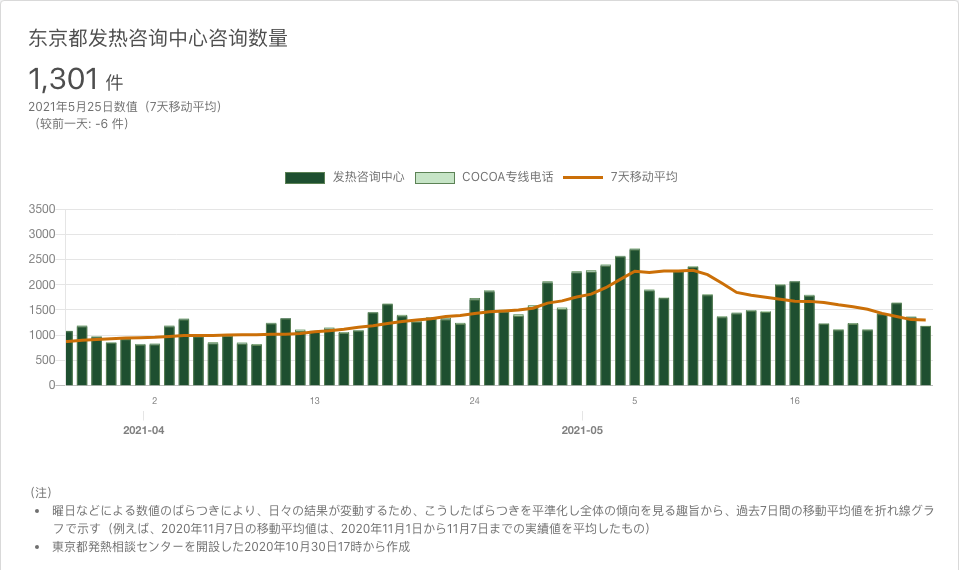 东京都发热咨询中心咨询数量
1,301 件
2021年5月25日数值（7天移动平均）
（较前一天: -6 件）
发热咨询中心 COCOA专线电话 7天移动平均
3500
3000
2500
2000
1500
1000
500
0
2 13 24 5 16
2021-04 2021-05
（注）
• 曜日などによる数値のばらつきにより、日々の結果が変動するため、こうしたばらつきを平準化し全体の傾向を見る趣旨から、過去7日間の移動平均値を折れ線グラ
フで示す（例えば、2020年11月7日の移動平均値は、2020年11月1日から11月7日までの実績値を平均したもの）
• 東京都発熱相談センターを開設した2020年10月30日17時から作成